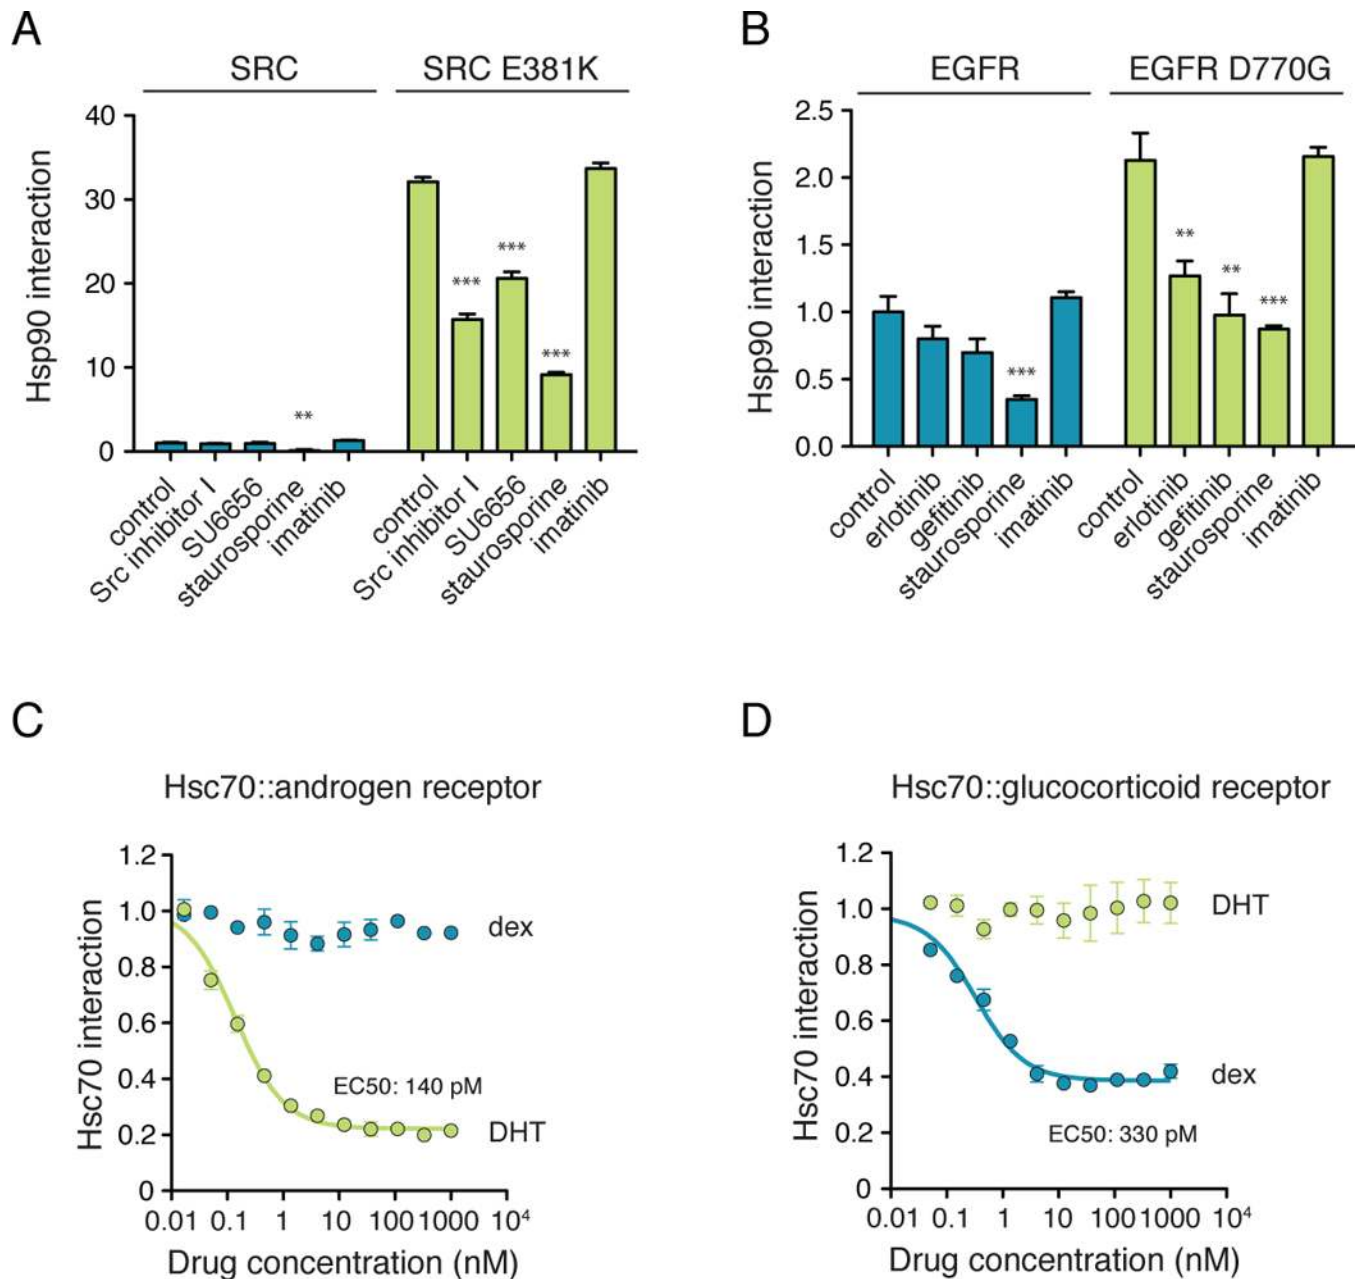 A
SRC
SRC E381K
Hsp90 interaction
40
30
20
10
0
**
***
***
***
control
Src inhibitor I
SU6656
staurosporine
imatinib
control
Src inhibitor I
SU6656
staurosporine
imatinib
B
EGFR
EGFR D770G
Hsp90 interaction
2.5
2.0
1.5
1.0
0.5
0.0
***
**
**
***
control
erlotinib
gefitinib
staurosporine
imatinib
control
erlotinib
gefitinib
staurosporine
imatinib
C
Hsc70::androgen receptor
Hsc70 interaction
1.2
1.0
0.8
0.6
0.4
0.2
0
dex
EC50: 140 pM
DHT
0.01 0.1 1 10 100 1000 10⁴
Drug concentration (nM)
D
Hsc70::glucocorticoid receptor
Hsc70 interaction
1.2
1.0
0.8
0.6
0.4
0.2
0
DHT
dex
EC50: 330 pM
0.01 0.1 1 10 100 1000 10⁴
Drug concentration (nM)